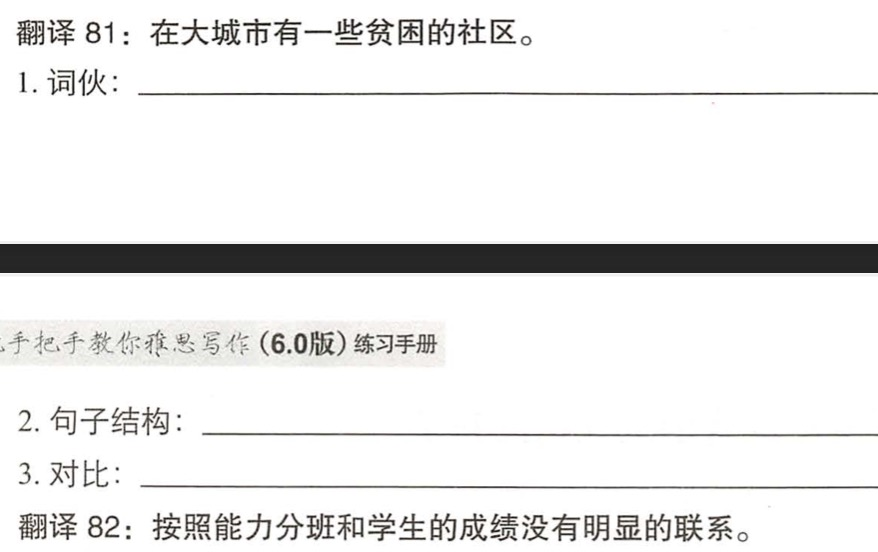 翻译 81：在大城市有一些贫困的社区。
1. 词伙：
手把手教你雅思写作（6.0版）练习手册
2. 句子结构：
3. 对比：
翻译 82：按照能力分班和学生的成绩没有明显的联系。